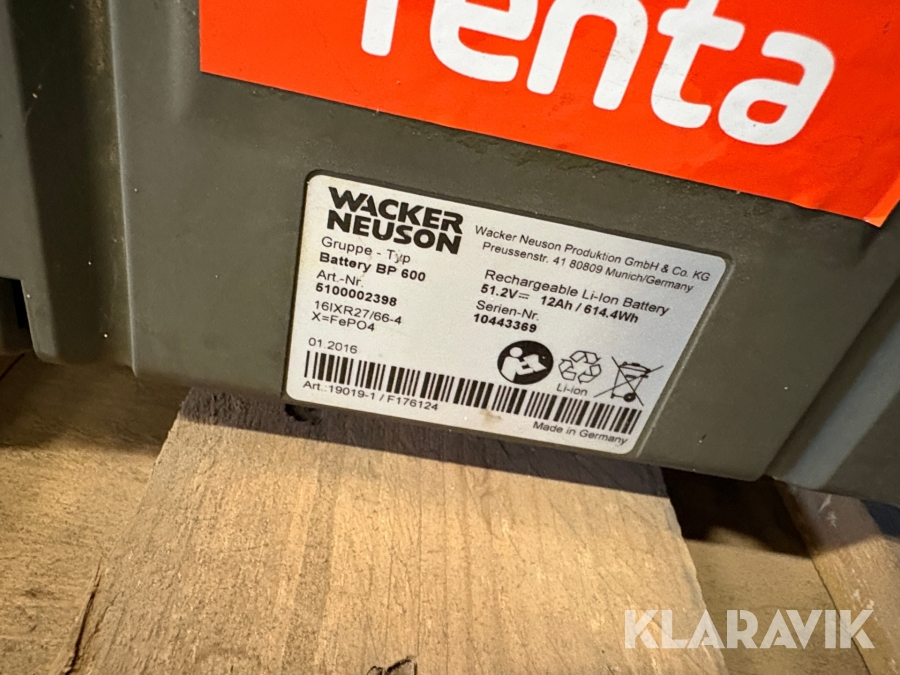 renta
WACKER
NEUSON
Wacker Neuson Produktion GmbH & Co. KG
Preussenstr. 41 80809 Munich/Germany
Gruppe - Typ
Battery BP 600
Art.-Nr.
5100002398
16IXR27/66-4
X=FePO4
Rechargeable Li-Ion Battery
51.2V⎓ 12Ah / 614.4Wh
Serien-Nr.
10443369
01.2016
Li-ion
Art.:19019-1 / F176124
Made in Germany
KLARAVIK